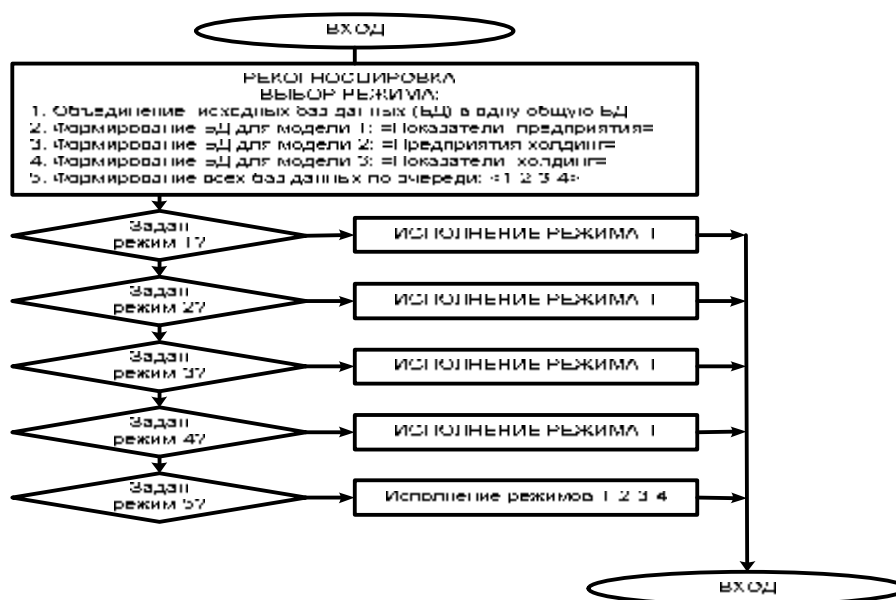 ВХОД
РЕКОГНОСЦИРОВКА
ВЫБОР РЕЖИМА:
1. Объединение исходных баз данных (БД) в одну общую БД
2. Формирование БД для модели 1: =Показатели предприятия=
3. Формирование БД для модели 2: =Предприятия холдинг=
4. Формирование БД для модели 3: =Показатели холдинг=
5. Формирование всех баз данных по очереди: <1-2-3-4>
Задан
режим 1?
ИСПОЛНЕНИЕ РЕЖИМА 1
Задан
режим 2?
ИСПОЛНЕНИЕ РЕЖИМА 1
Задан
режим 3?
ИСПОЛНЕНИЕ РЕЖИМА 1
Задан
режим 4?
ИСПОЛНЕНИЕ РЕЖИМА 1
Задан
режим 5?
Исполнение режимов 1-2-3-4
ВХОД